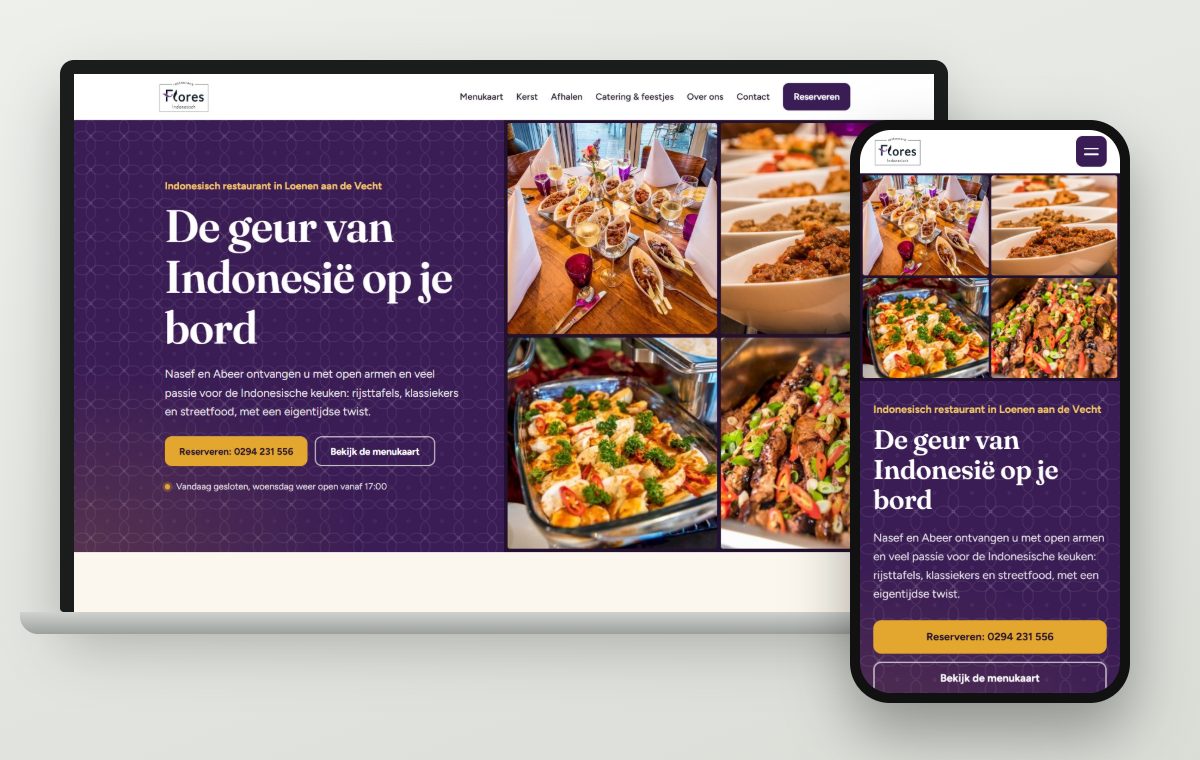 Flores
Indonesisch
Menukaart Kerst Afhalen Catering & feestjes Over ons Contact Reserveren
Indonesisch restaurant in Loenen aan de Vecht
De geur van
Indonesië op je
bord
Nasef en Abeer ontvangen u met open armen en veel
passie voor de Indonesische keuken: rijsttafels, klassiekers
en streetfood, met een eigentijdse twist.
Reserveren: 0294 231 556 Bekijk de menukaart
Vandaag gesloten, woensdag weer open vanaf 17:00
Flores
Indonesisch
Indonesisch restaurant in Loenen aan de Vecht
De geur van
Indonesië op je
bord
Nasef en Abeer ontvangen u met open armen
en veel passie voor de Indonesische keuken:
rijsttafels, klassiekers en streetfood, met een
eigentijdse twist.
Reserveren: 0294 231 556
Bekijk de menukaart